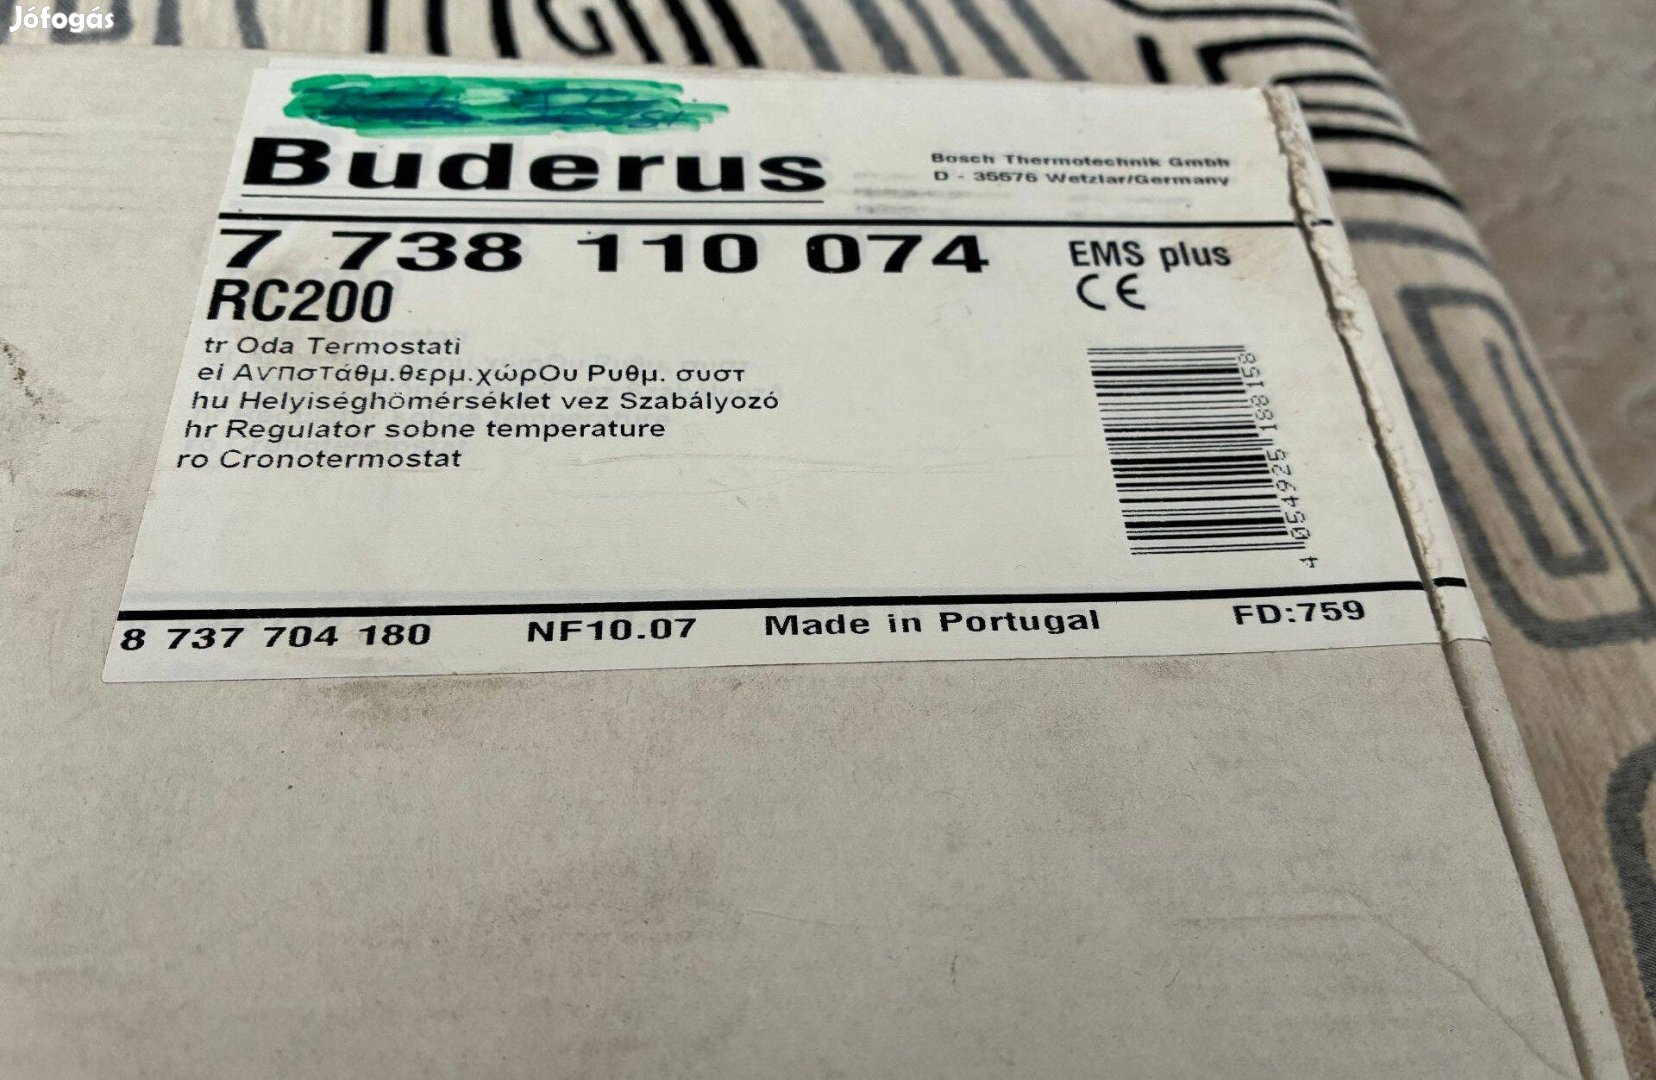 Jófogás
Buderus
Bosch Thermotechnik GmbH
D - 35576 Wetzlar/Germany
7 738 110 074
EMS plus
CE
RC200
tr Oda Termostati
el Ανπστάθμ.θερμ.χώρΟυ Ρυθμ. συστ
hu Helyiséghömérséklet vez Szabályozó
hr Regulator sobne temperature
ro Cronotermostat
4 054925 188158
8 737 704 180 NF10.07 Made in Portugal FD:759